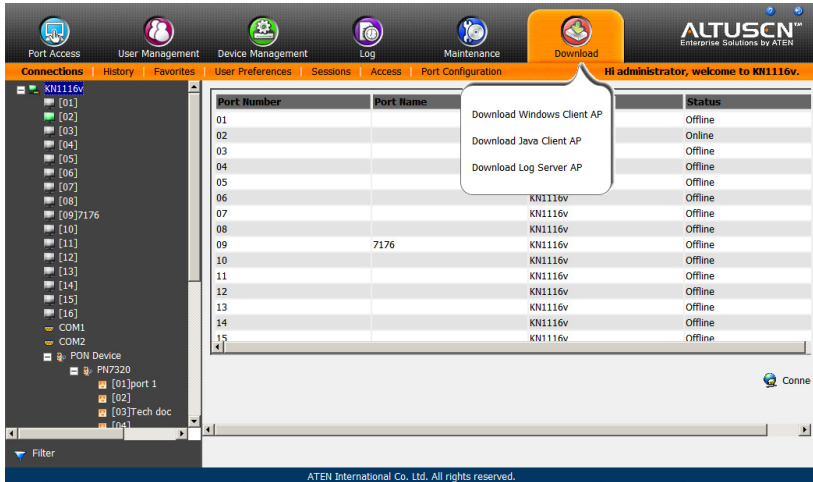 ALTUSEN™
Enterprise Solutions by ATEN
Port Access User Management Device Management Log Maintenance Download
Connections History Favorites User Preferences Sessions Access Port Configuration Hi administrator, welcome to KN1116v.
KN1116v
[01]
[02]
[03]
[04]
[05]
[06]
[07]
[08]
[09]7176
[10]
[11]
[12]
[13]
[14]
[15]
[16]
COM1
COM2
PON Device
PN7320
[01]port 1
[02]
[03]Tech doc
[04]
Filter
Port Number Port Name Status
Download Windows Client AP
Download Java Client AP
Download Log Server AP
01 Offline
02 Online
03 Offline
04 Offline
05 Offline
06 KN1116v Offline
07 KN1116v Offline
08 KN1116v Offline
09 7176 KN1116v Offline
10 KN1116v Offline
11 KN1116v Offline
12 KN1116v Offline
13 KN1116v Offline
14 KN1116v Offline
15 KN1116v Offline
Conne
ATEN International Co. Ltd. All rights reserved.